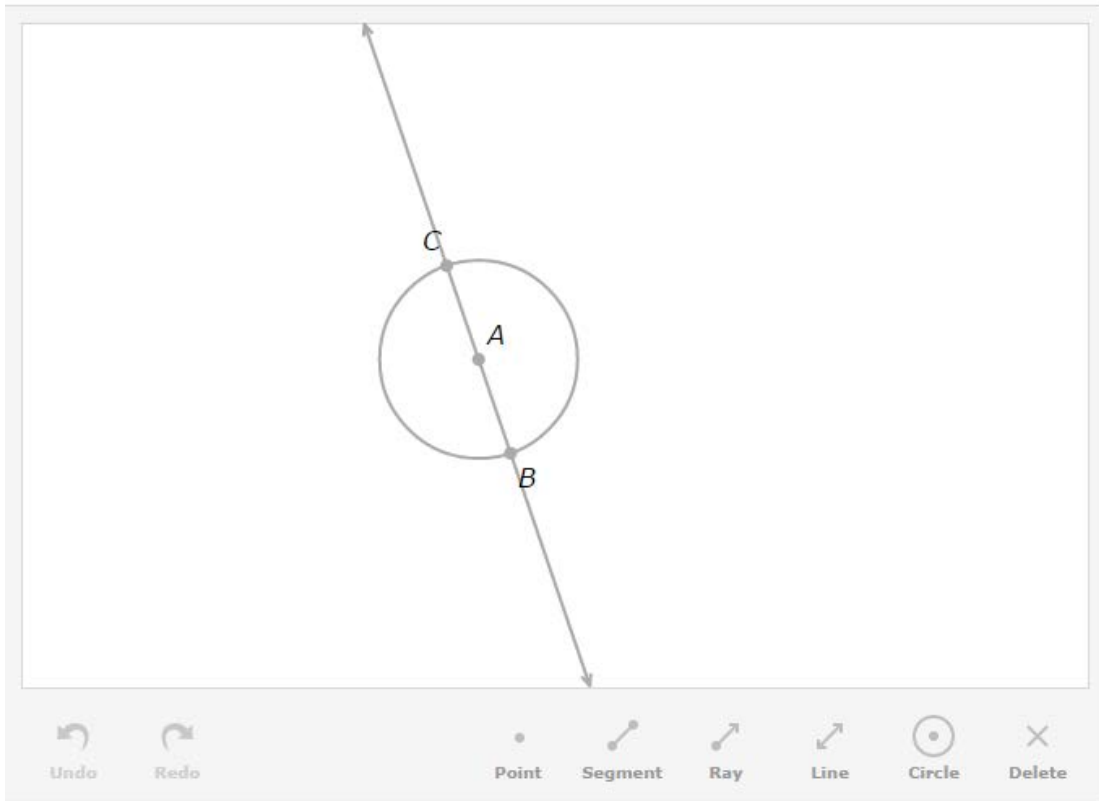 C
A
B
Undo
Redo
Point
Segment
Ray
Line
Circle
Delete